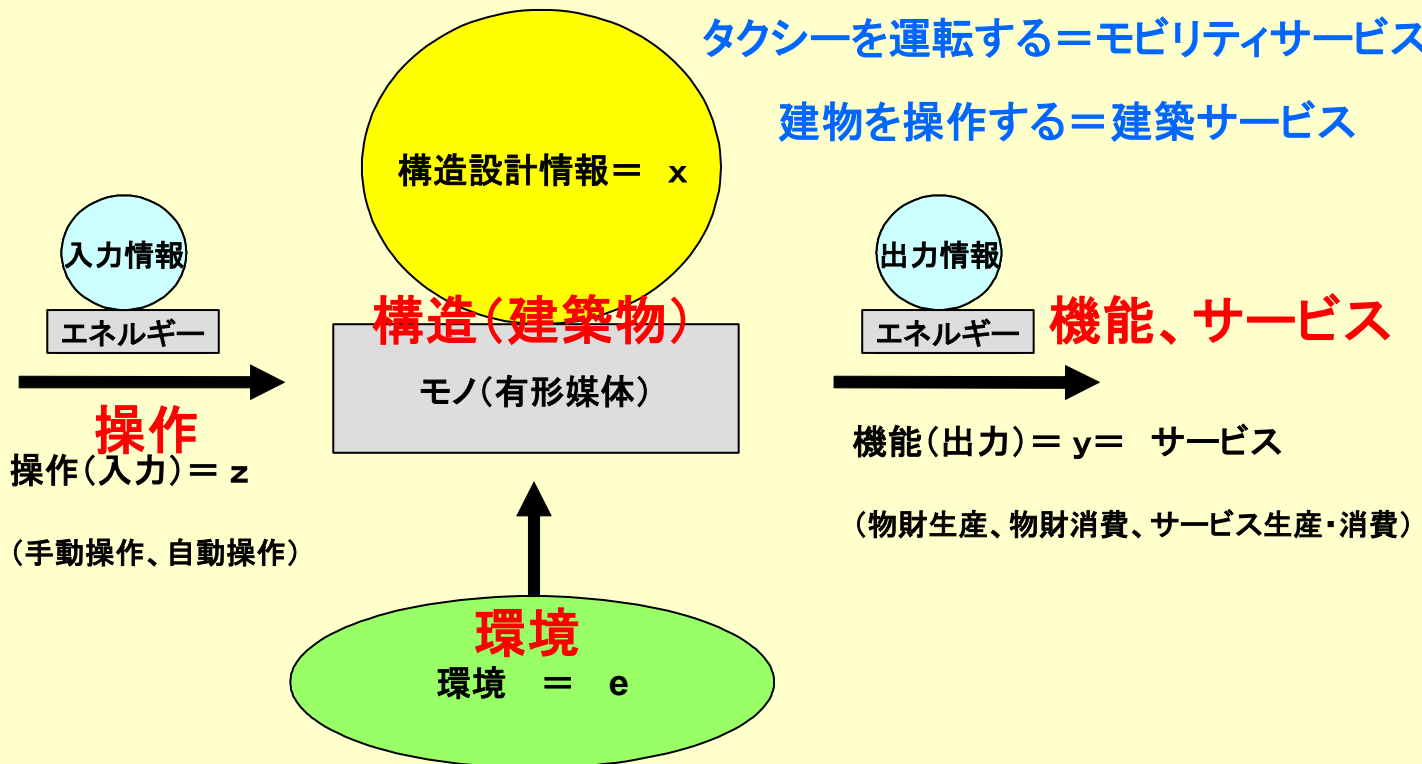 タクシーを運転する＝モビリティサービス
建物を操作する＝建築サービス
構造設計情報＝ x
入力情報
エネルギー
構造（建築物）
モノ（有形媒体）
出力情報
エネルギー
機能、サービス
操作
操作（入力）＝ z
（手動操作、自動操作）
機能（出力）＝ y＝ サービス
（物財生産、物財消費、サービス生産・消費）
環境
環境 ＝ e